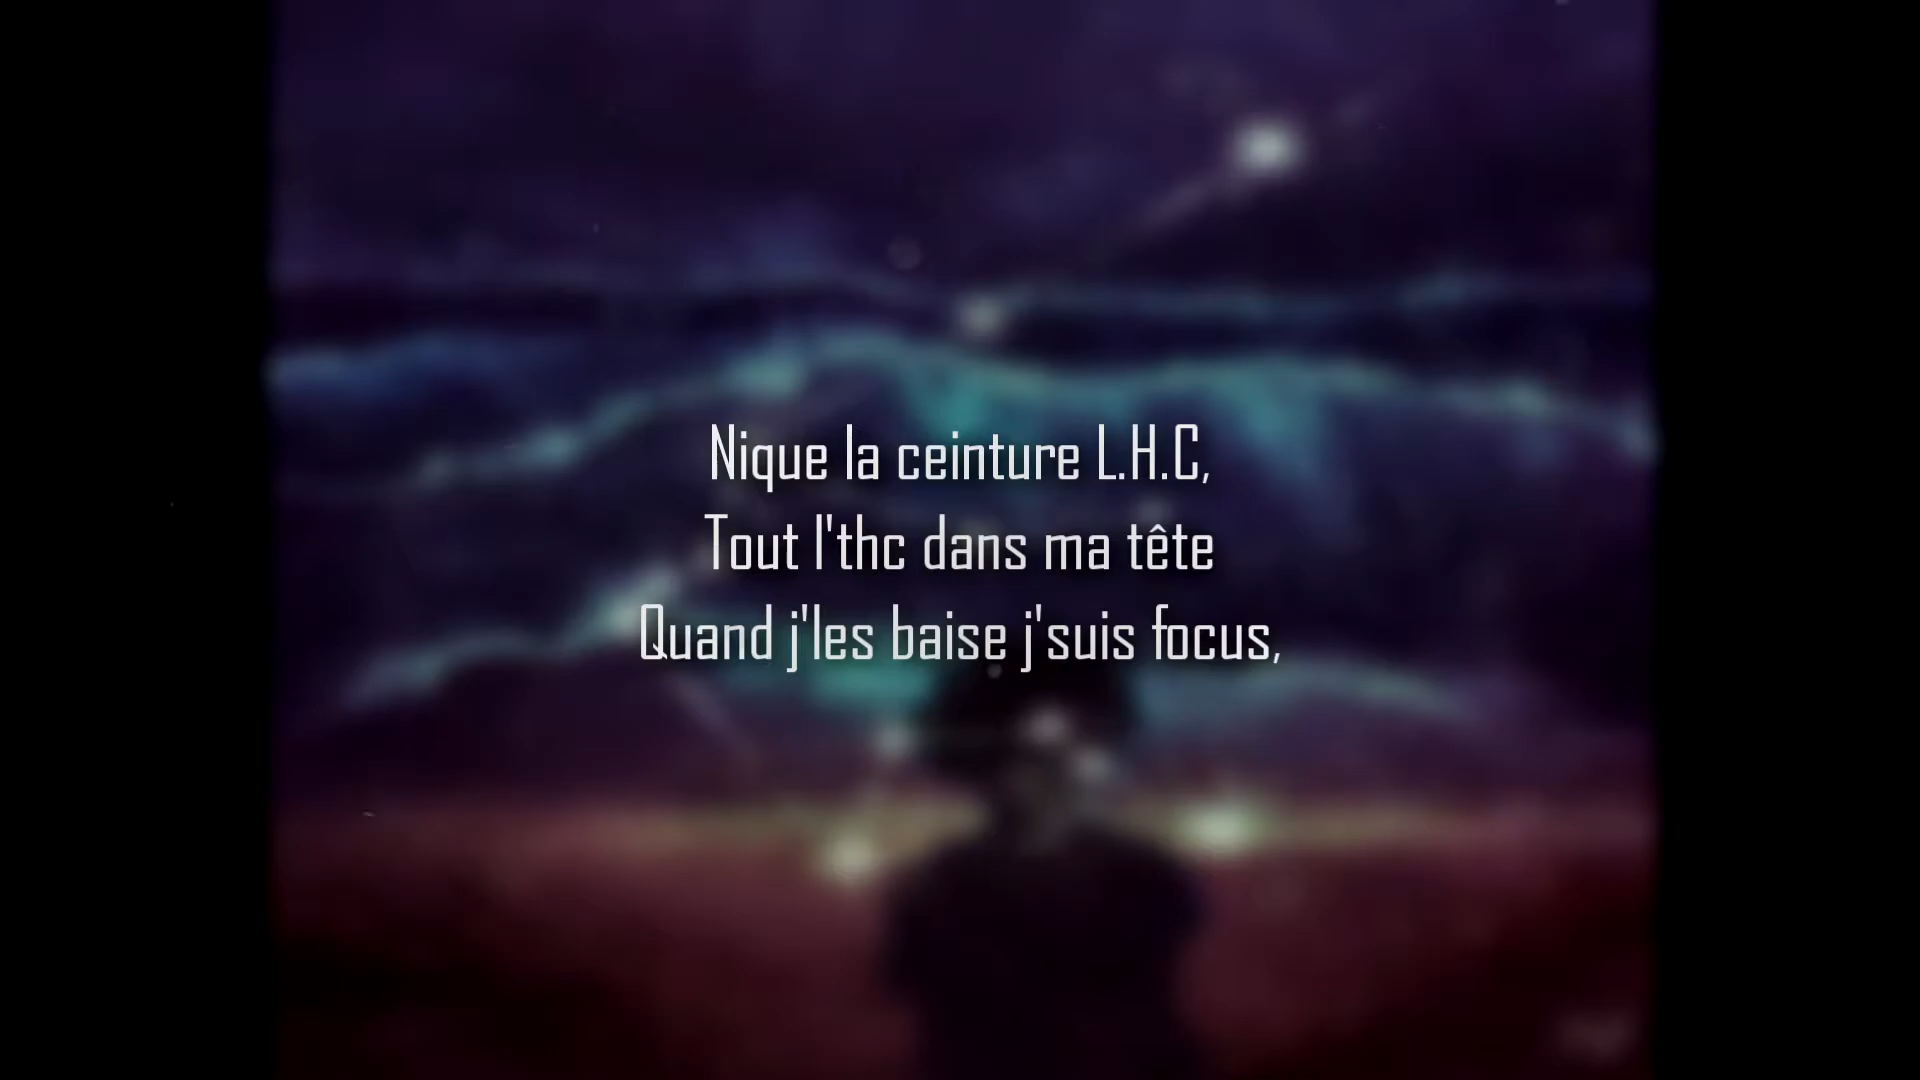 Nique la ceinture L.H.C,
Tout l'thc dans ma tête
Quand j'les baise j'suis focus,